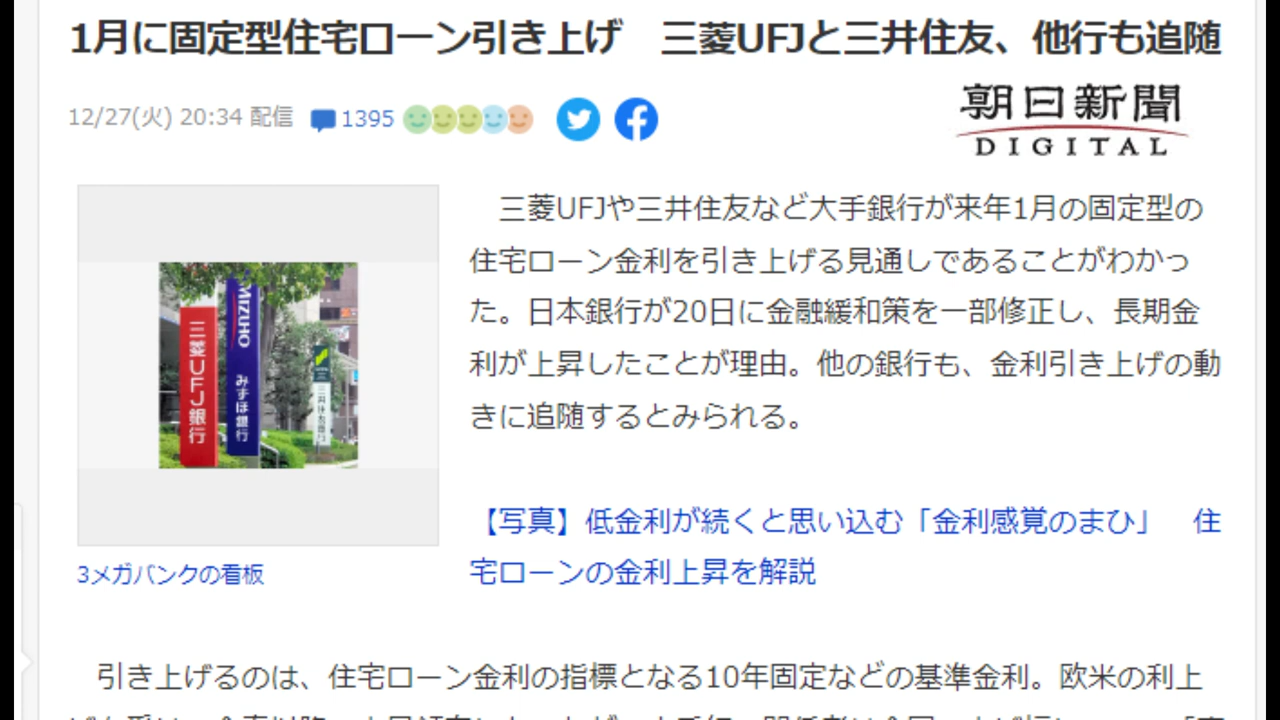 1月に固定型住宅ローン引き上げ　三菱UFJと三井住友、他行も追随
12/27(火) 20:34 配信
1395
朝日新聞
DIGITAL
三菱UFJや三井住友など大手銀行が来年1月の固定型の
住宅ローン金利を引き上げる見通しであることがわかっ
た。日本銀行が20日に金融緩和策を一部修正し、長期金
利が上昇したことが理由。他の銀行も、金利引き上げの動
きに追随するとみられる。
三菱UFJ銀行
MIZUHO
みずほ銀行
三井住友銀行
3メガバンクの看板
【写真】低金利が続くと思い込む「金利感覚のまひ」　住
宅ローンの金利上昇を解説
引き上げるのは、住宅ローン金利の指標となる10年固定などの基準金利。欧米の利上